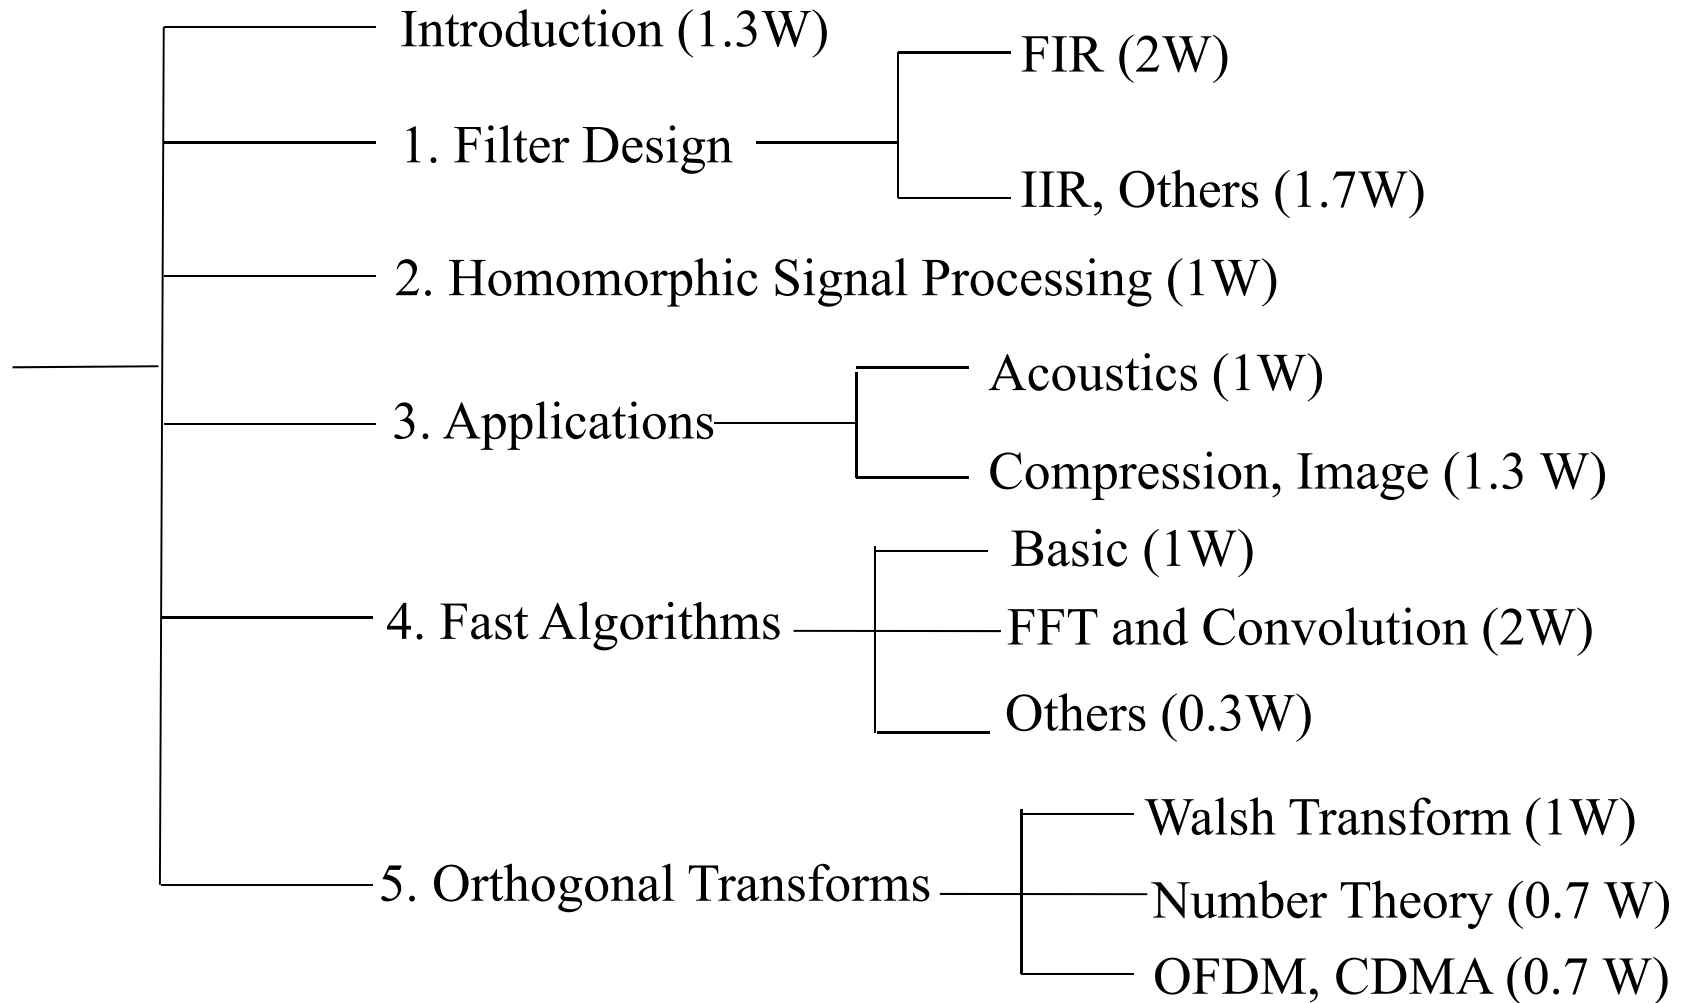 Introduction (1.3W)
FIR (2W)
1. Filter Design
IIR, Others (1.7W)
2. Homomorphic Signal Processing (1W)
Acoustics (1W)
3. Applications
Compression, Image (1.3 W)
Basic (1W)
4. Fast Algorithms
FFT and Convolution (2W)
Others (0.3W)
Walsh Transform (1W)
5. Orthogonal Transforms
Number Theory (0.7 W)
OFDM, CDMA (0.7 W)